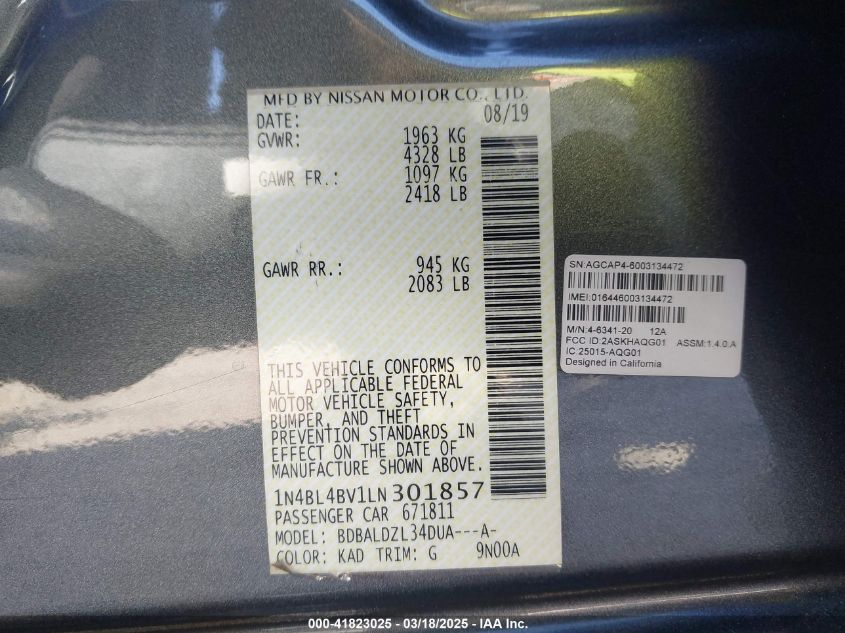 MFD BY NISSAN MOTOR CO., LTD.
DATE: 08/19
GVWR: 1963 KG
4328 LB
GAWR FR.: 1097 KG
2418 LB
GAWR RR.: 945 KG
2083 LB
THIS VEHICLE CONFORMS TO
ALL APPLICABLE FEDERAL
MOTOR VEHICLE SAFETY,
BUMPER, AND THEFT
PREVENTION STANDARDS IN
EFFECT ON THE DATE OF
MANUFACTURE SHOWN ABOVE.
1N4BL4BV1LN301857
PASSENGER CAR 671811
MODEL: BDBALDZL34DUA---A-
COLOR: KAD TRIM: G 9N00A
SN:AGCAP4-6003134472
IMEI:016446003134472
M/N:4-6341-20 12A
FCC ID:2ASKHAQG01 ASSM:1.4.0.A
IC:25015-AQG01
Designed in California
000-41823025 — 03/18/2025 — IAA Inc.